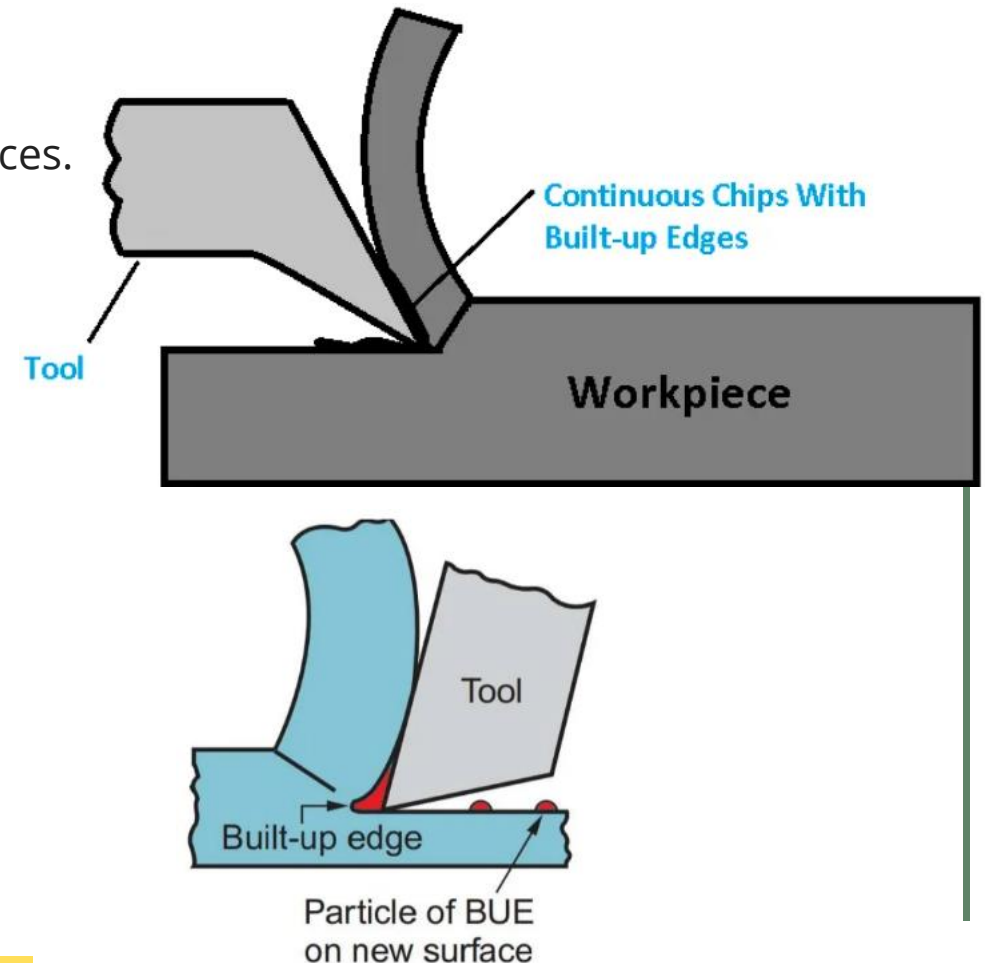 ces.
Continuous Chips With
Built-up Edges
Tool
Workpiece
Tool
Built-up edge
Particle of BUE
on new surface